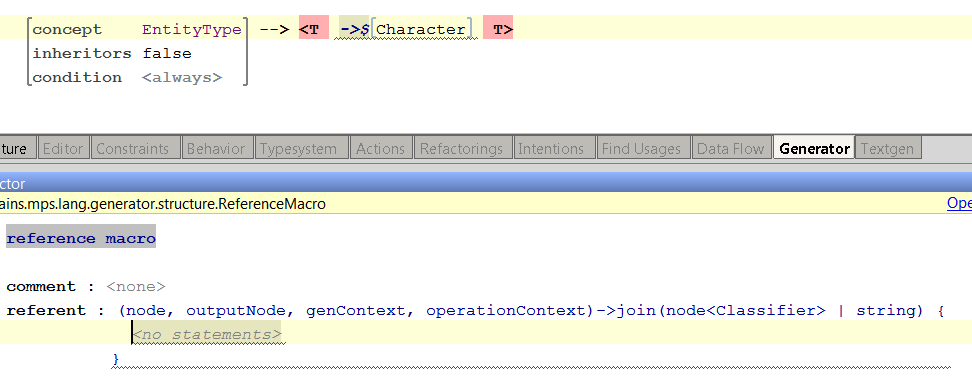 concept    EntityType --> <T ->$[Character] T>
inheritors false
condition  <always>
ture Editor Constraints Behavior Typesystem Actions Refactorings Intentions Find Usages Data Flow Generator Textgen
ctor
ains.mps.lang.generator.structure.ReferenceMacro Ope
reference macro
comment : <none>
referent : (node, outputNode, genContext, operationContext)->join(node<Classifier> | string) {
<no statements>
}